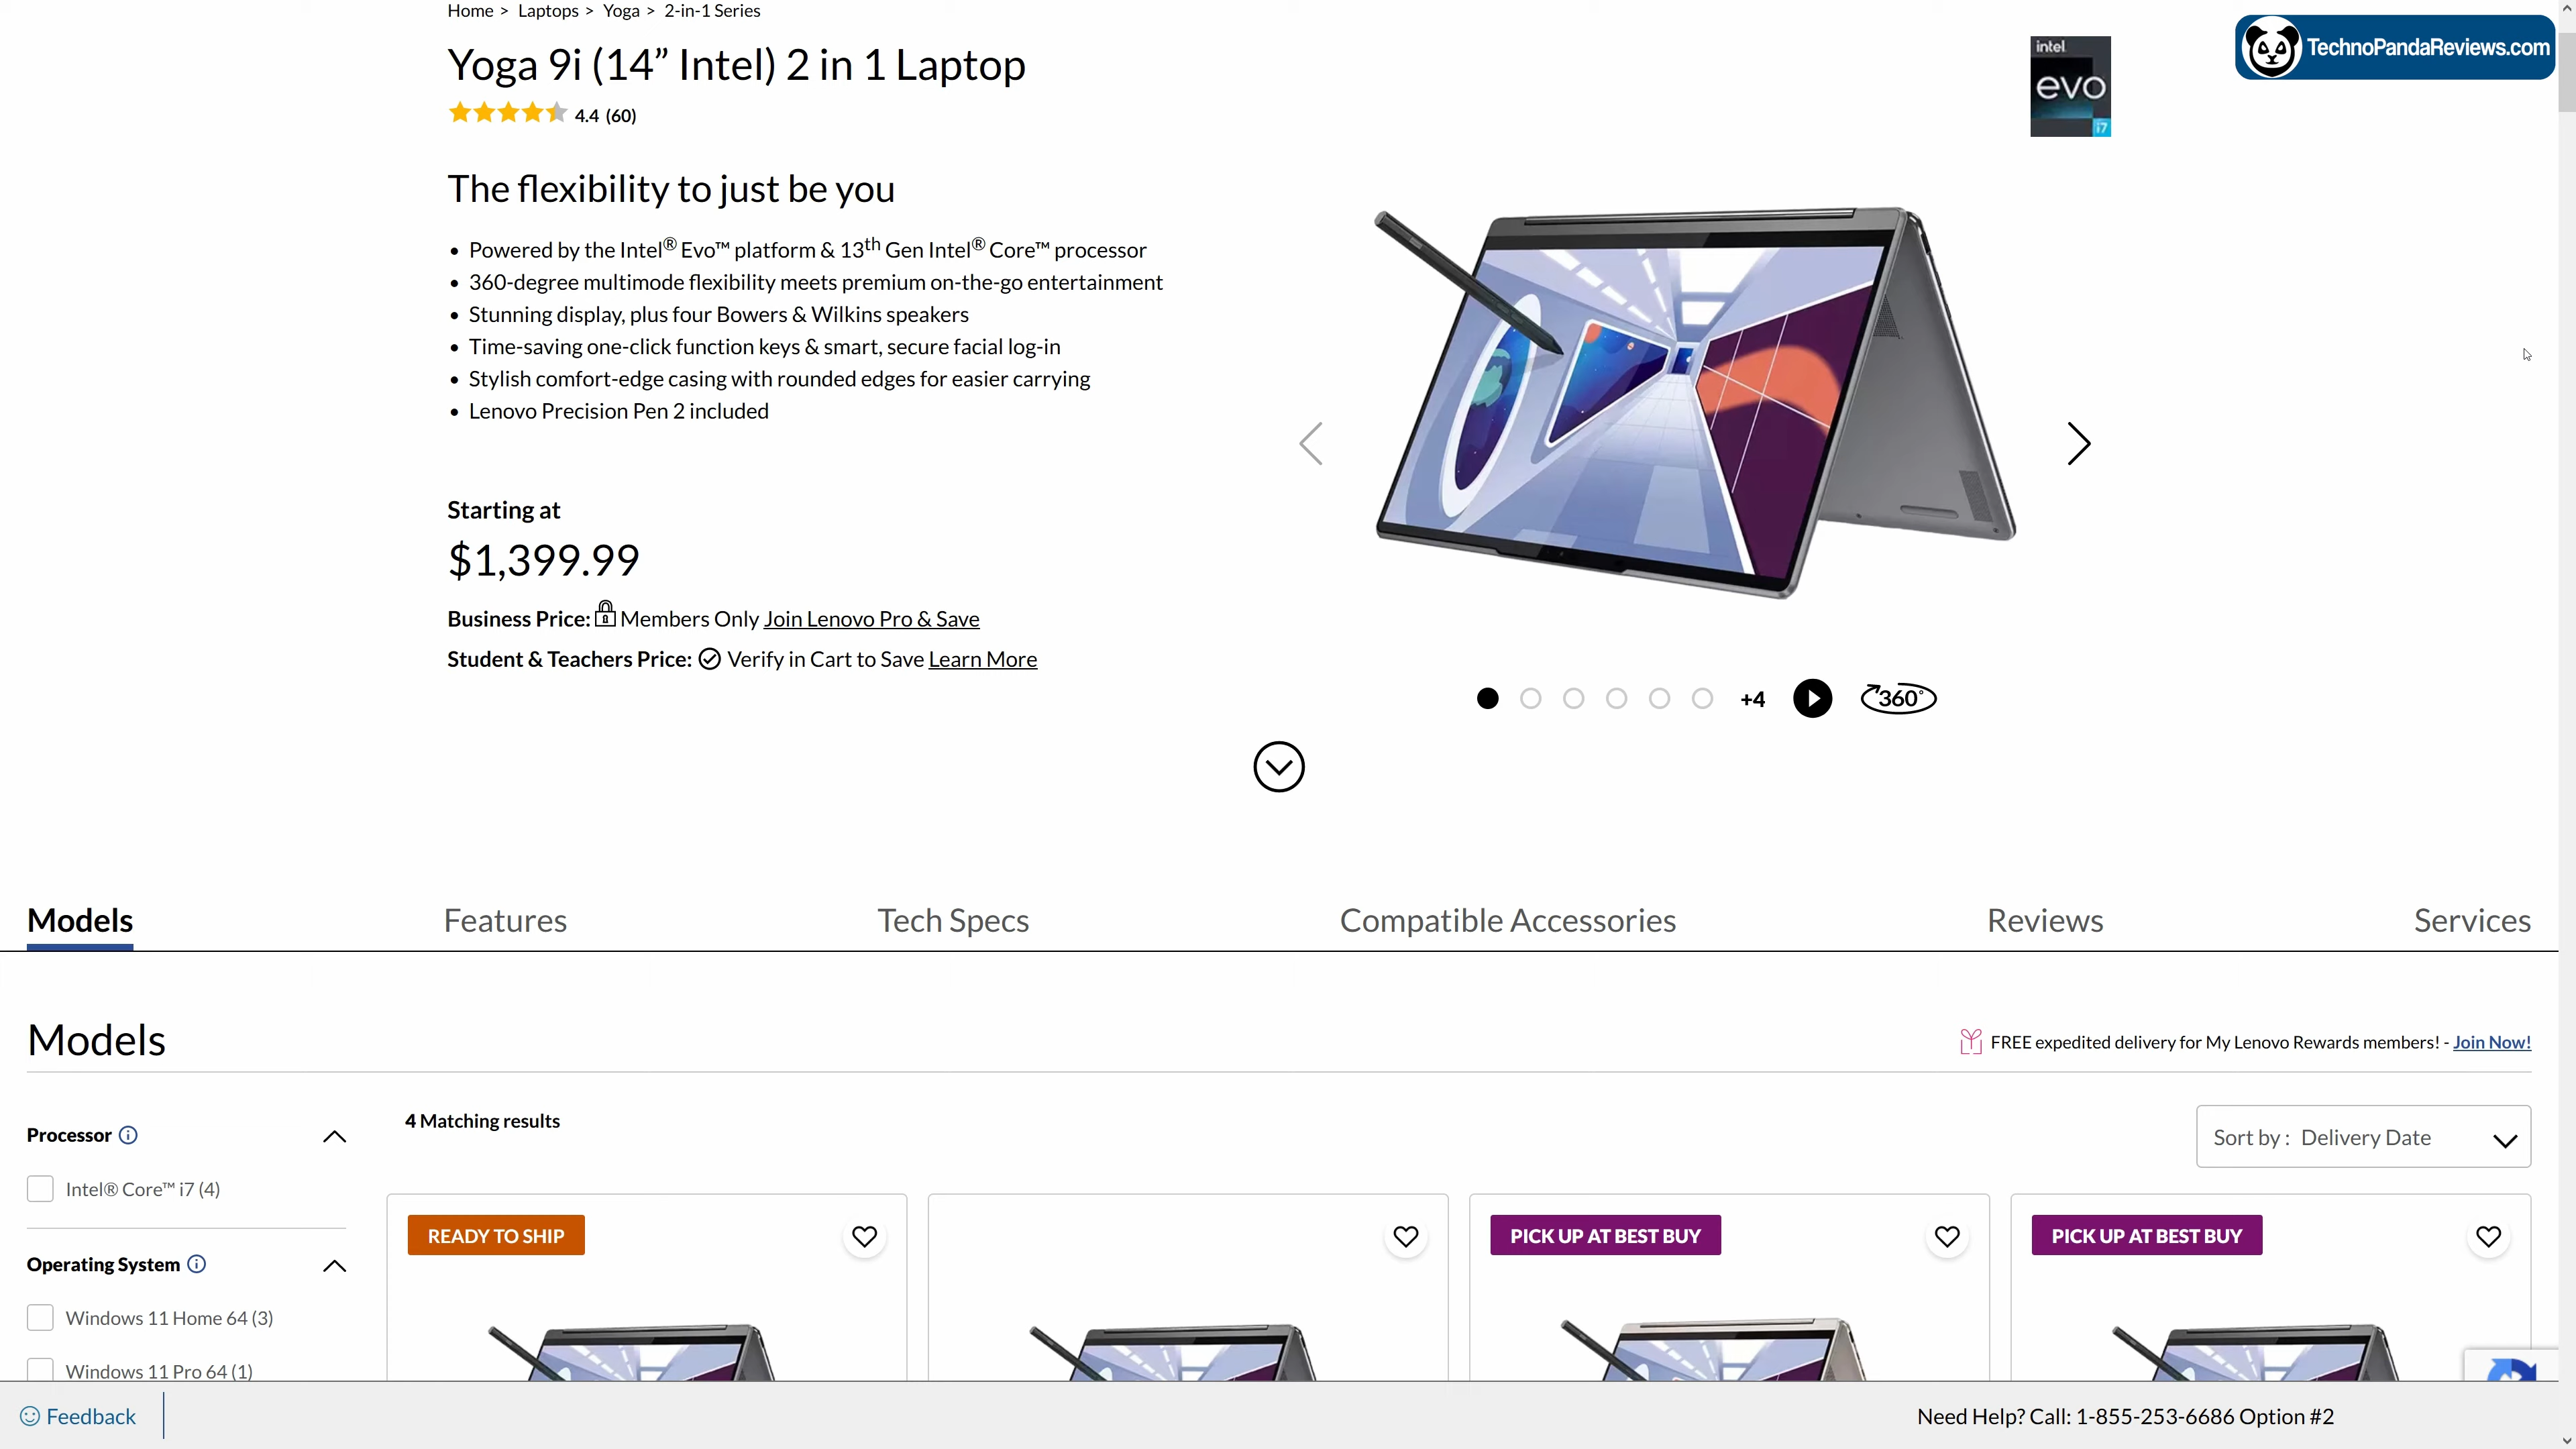 Home > Laptops > Yoga > 2-in-1 Series
TechnoPandaReviews.com
intel
evo
i7
Yoga 9i (14” Intel) 2 in 1 Laptop
4.4 (60)
The flexibility to just be you
• Powered by the Intel® Evo™ platform & 13th Gen Intel® Core™ processor
• 360-degree multimode flexibility meets premium on-the-go entertainment
• Stunning display, plus four Bowers & Wilkins speakers
• Time-saving one-click function keys & smart, secure facial log-in
• Stylish comfort-edge casing with rounded edges for easier carrying
• Lenovo Precision Pen 2 included
Starting at
$1,399.99
Business Price: Members Only Join Lenovo Pro & Save
Student & Teachers Price: Verify in Cart to Save Learn More
+4
360°
Models Features Tech Specs Compatible Accessories Reviews Services
Models
FREE expedited delivery for My Lenovo Rewards members! - Join Now!
Processor
Intel® Core™ i7 (4)
Operating System
Windows 11 Home 64 (3)
Windows 11 Pro 64 (1)
4 Matching results
Sort by : Delivery Date
READY TO SHIP
PICK UP AT BEST BUY
PICK UP AT BEST BUY
Feedback
Need Help? Call: 1-855-253-6686 Option #2